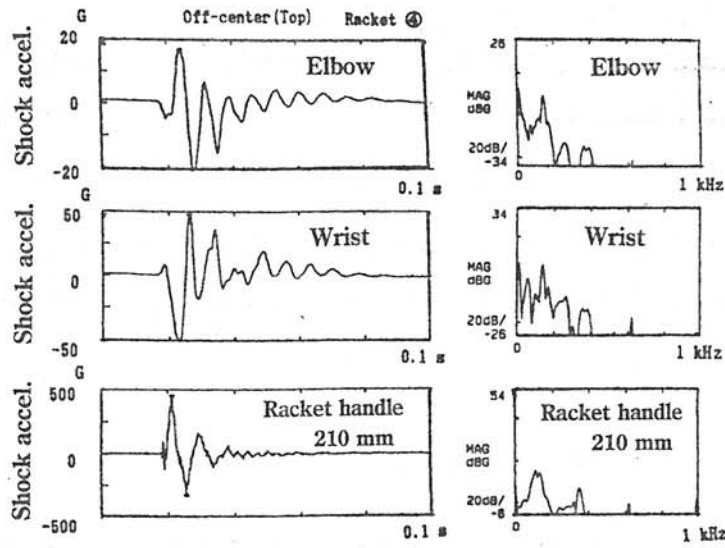 Off-center(Top) Racket ④
G
20
0
-20
Shock accel.
Elbow
0.1 s
26
MAG
dBG
20dB/
-34
Elbow
0
1 kHz
G
50
0
-50
Shock accel.
Wrist
0.1 s
34
MAG
dBG
20dB/
-26
Wrist
0
1 kHz
G
500
0
-500
Shock accel.
Racket handle
210 mm
0.1 s
54
MAG
dBG
20dB/
-6
Racket handle
210 mm
0
1 kHz